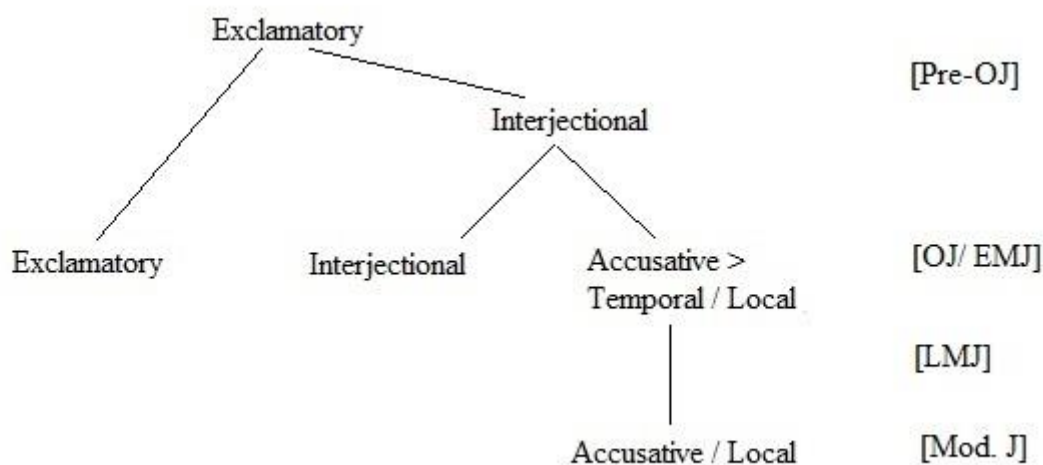 Exclamatory
[Pre-OJ]
Interjectional
Exclamatory
Interjectional
Accusative >
Temporal / Local
[OJ/ EMJ]
[LMJ]
Accusative / Local
[Mod. J]